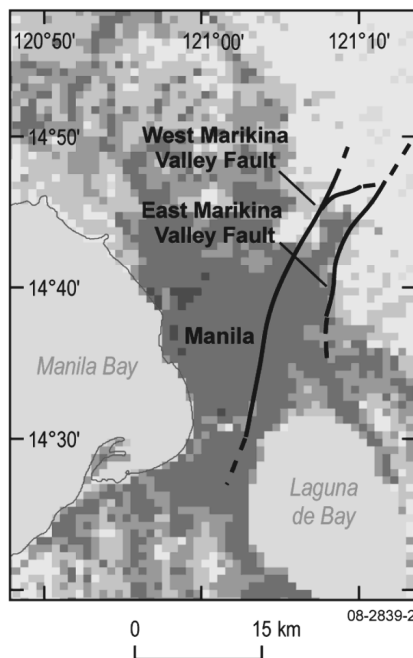 120°50' 121°00' 121°10'
14°50'
West Marikina
Valley Fault
East Marikina
Valley Fault
14°40'
Manila
Manila Bay
14°30'
Laguna
de Bay
08-2839-2
0 15 km